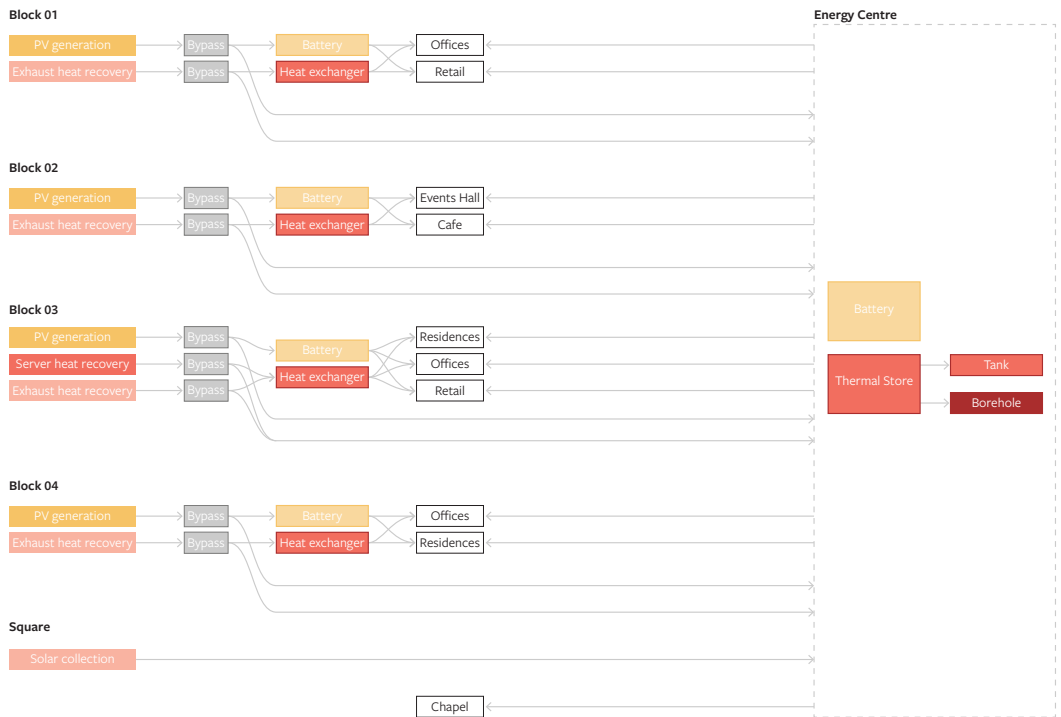 Block 01
Energy Centre
PV generation
Bypass
Battery
Offices
Exhaust heat recovery
Bypass
Heat exchanger
Retail
Block 02
PV generation
Bypass
Battery
Events Hall
Exhaust heat recovery
Bypass
Heat exchanger
Cafe
Block 03
PV generation
Bypass
Battery
Residences
Server heat recovery
Bypass
Heat exchanger
Offices
Exhaust heat recovery
Bypass
Retail
Battery
Thermal Store
Tank
Borehole
Block 04
PV generation
Bypass
Battery
Offices
Exhaust heat recovery
Bypass
Heat exchanger
Residences
Square
Solar collection
Chapel